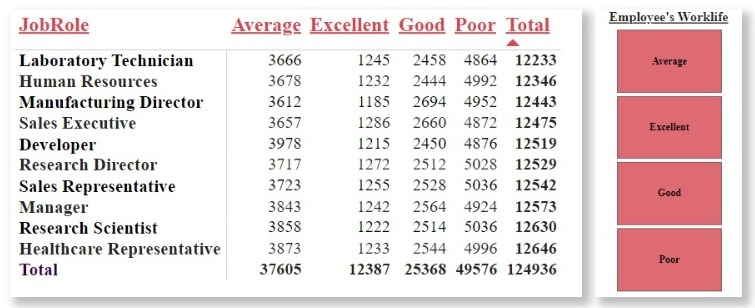 JobRole Average Excellent Good Poor Total
Laboratory Technician 3666 1245 2458 4864 12233
Human Resources 3678 1232 2444 4992 12346
Manufacturing Director 3612 1185 2694 4952 12443
Sales Executive 3657 1286 2660 4872 12475
Developer 3978 1215 2450 4876 12519
Research Director 3717 1272 2512 5028 12529
Sales Representative 3723 1255 2528 5036 12542
Manager 3843 1242 2564 4924 12573
Research Scientist 3858 1222 2514 5036 12630
Healthcare Representative 3873 1233 2544 4996 12646
Total 37605 12387 25368 49576 124936
Employee's Worklife
Average
Excellent
Good
Poor